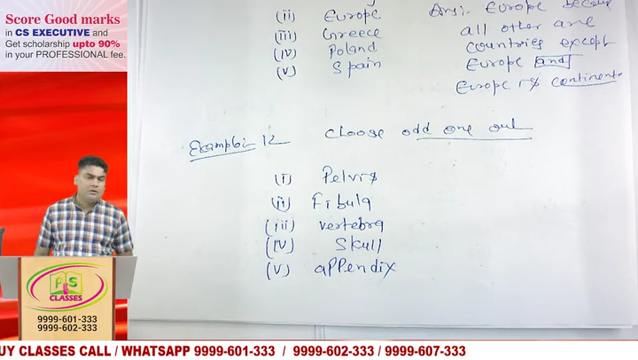 Score Good marks
in CS EXECUTIVE and
Get scholarship upto 90%
in your PROFESSIONAL fee.
(ii) Europe
(iii) Greece
(iv) Poland
(v) Spain
Ans: Europe
all other are
countries except
Europe and
Europe is continent
Example:- 12 Choose odd one out
(i) Pelvis
(ii) Fibula
(iii) vertebra
(iv) Skull
(v) appendix
CLASSES
9999-601-333
9999-602-333
UY CLASSES CALL / WHATSAPP 9999-601-333 / 9999-602-333 / 9999-607-333